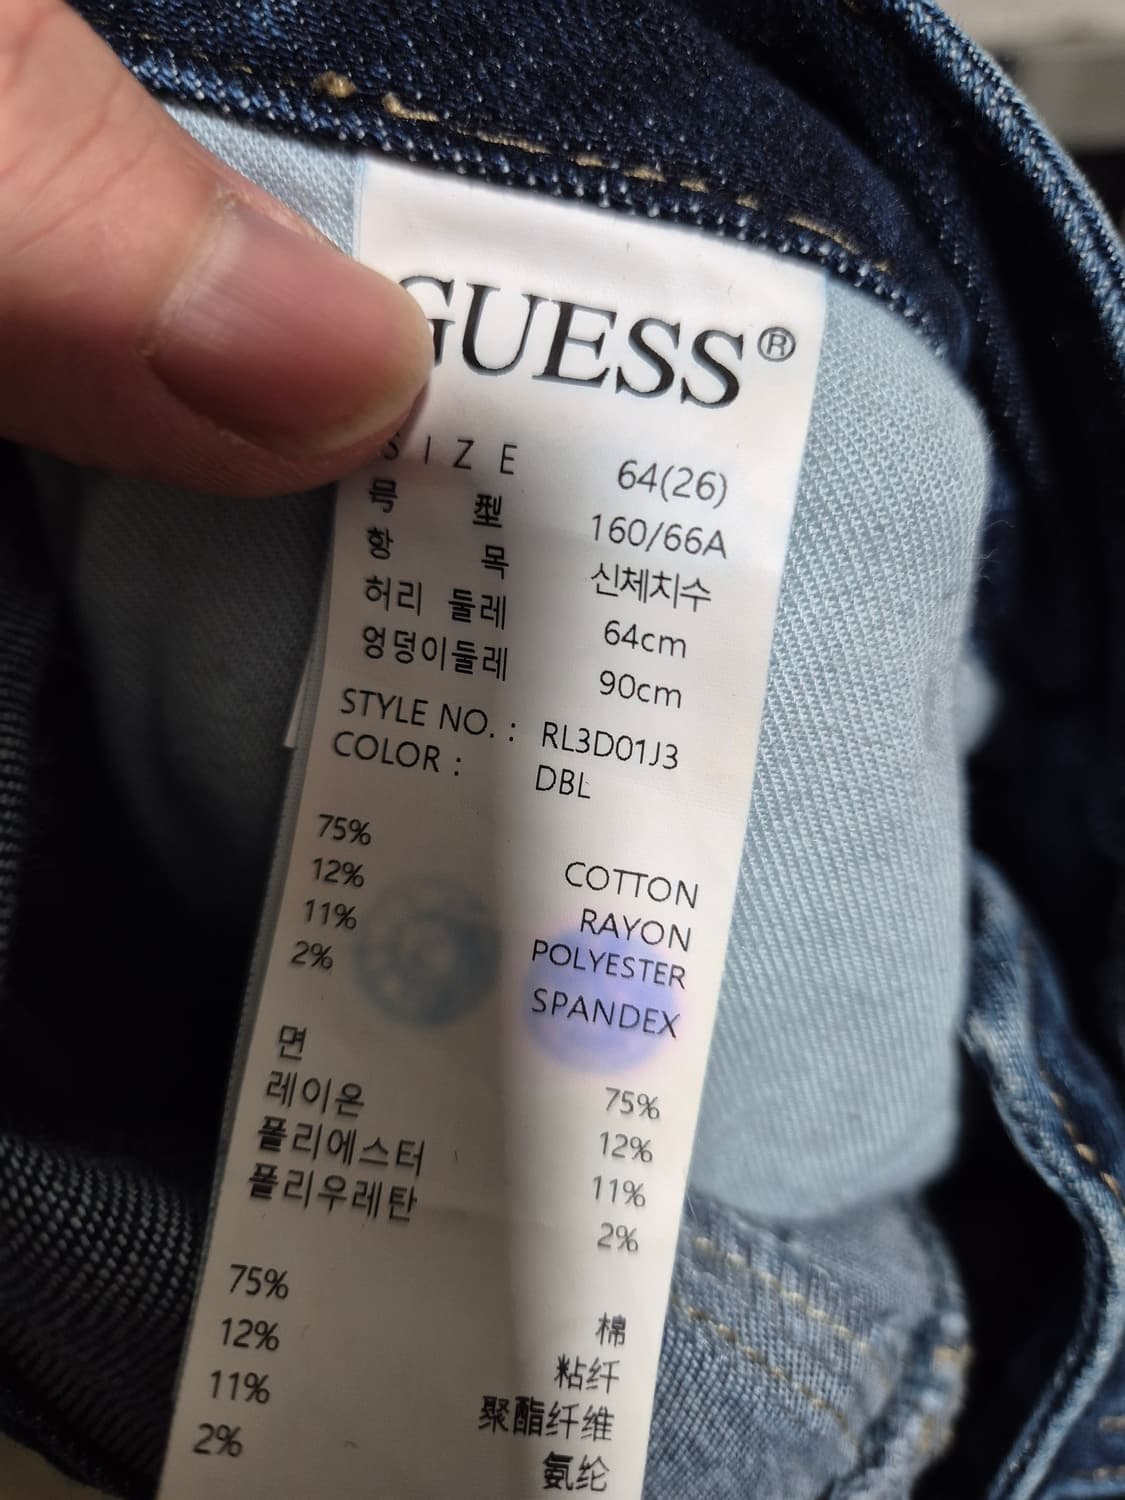 GUESS®
SIZE 64(26)
号型 160/66A
항목 신체치수
허리 둘레 64cm
엉덩이둘레 90cm
STYLE NO. : RL3D01J3
COLOR : DBL
75% COTTON
12% RAYON
11% POLYESTER
2% SPANDEX
면 75%
레이온 12%
폴리에스터 11%
폴리우레탄 2%
75% 棉
12% 粘纤
11% 聚酯纤维
2% 氨纶